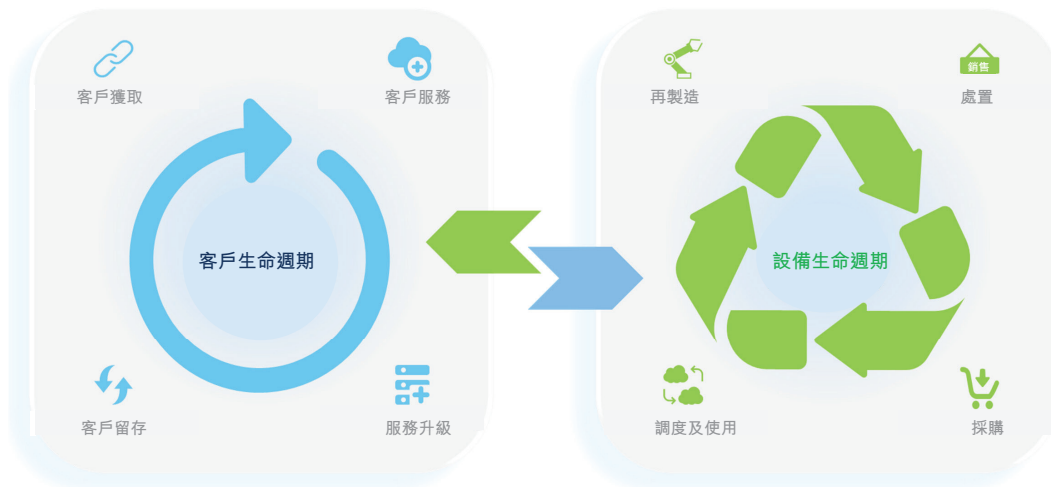 客戶獲取
客戶服務
客戶生命週期
客戶留存
服務升級
再製造
銷售
處置
設備生命週期
調度及使用
採購